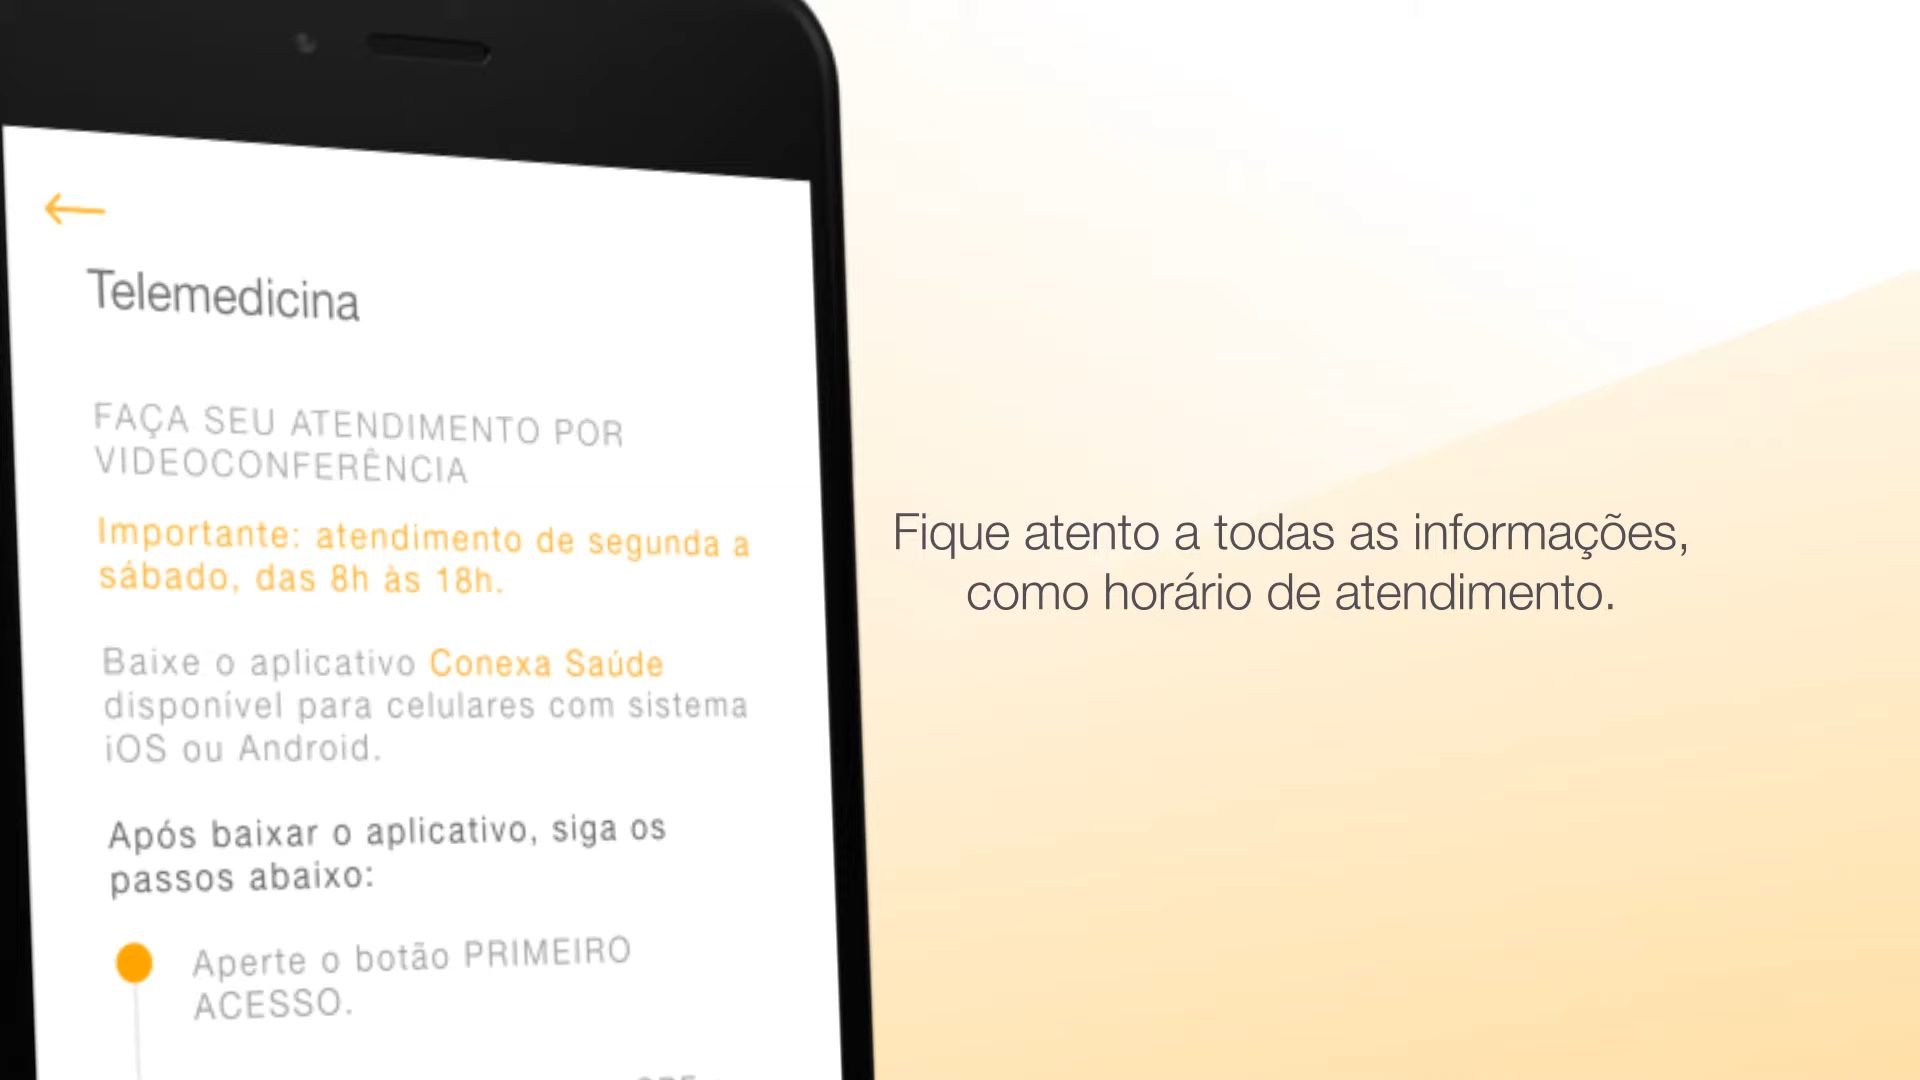 Telemedicina
FAÇA SEU ATENDIMENTO POR
VIDEOCONFERÊNCIA
Importante: atendimento de segunda a
sábado, das 8h às 18h.
Baixe o aplicativo Conexa Saúde
disponível para celulares com sistema
iOS ou Android.
Após baixar o aplicativo, siga os
passos abaixo:
Aperte o botão PRIMEIRO
ACESSO.
Fique atento a todas as informações,
como horário de atendimento.